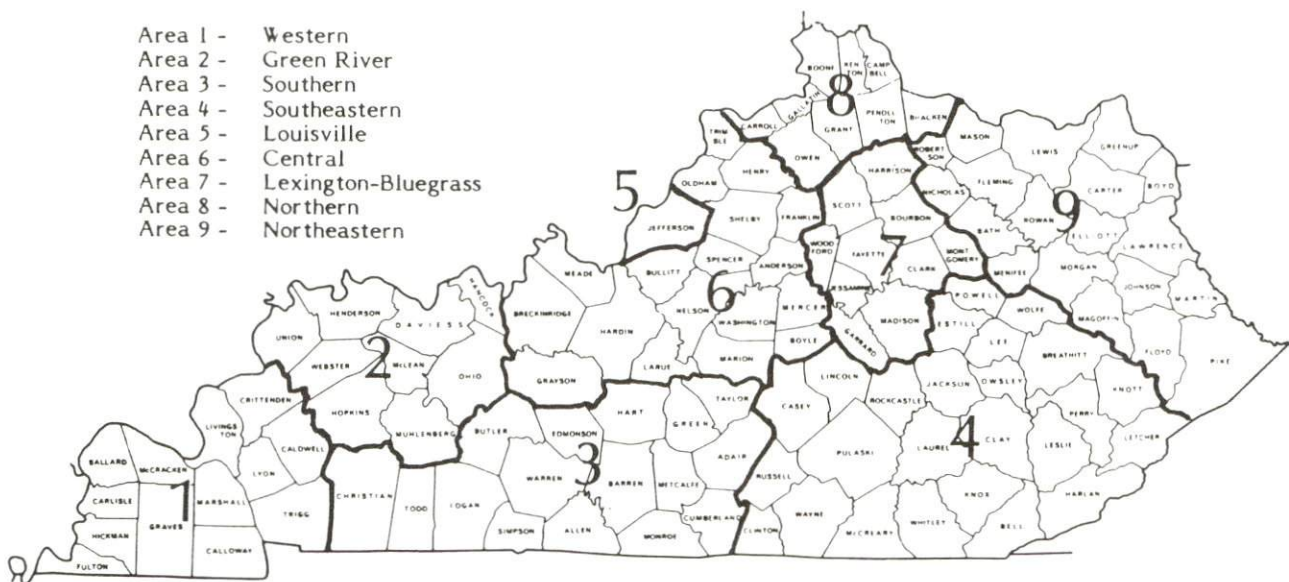 Area 1 - Western
Area 2 - Green River
Area 3 - Southern
Area 4 - Southeastern
Area 5 - Louisville
Area 6 - Central
Area 7 - Lexington-Bluegrass
Area 8 - Northern
Area 9 - Northeastern
8
BOONE
KEN TON
CAMP BELL
GALLATIN
CARROLL
GRANT
PENDLETON
BRACKEN
OWEN
5
JEFFERSON
9
MASON
LEWIS
GREENUP
ROBERT SON
FLEMING
CARTER
BOYD
NICHOLAS
ROWAN
BATH
ELLIOTT
LAWRENCE
MENIFEE
MORGAN
JOHNSON
MARTIN
MAGOFFIN
FLOYD
PIKE
7
HARRISON
SCOTT
BOURBON
WOOD FORD
FAYETTE
MONT GOMERY
CLARK
MADISON
GARRARD
6
TRIM BLE
HENRY
OLDHAM
SHELBY
FRANKLIN
SPENCER
BULLITT
ANDERSON
MEADE
NELSON
MERCER
BRECKINRIDGE
HARDIN
WASHINGTON
BOYLE
MARION
LARUE
GRAYSON
2
HANCOCK
HENDERSON
DAVIESS
UNION
WEBSTER
McLEAN
OHIO
HOPKINS
MUHLENBERG
4
POWELL
WOLFE
ESTILL
LEE
BREATHITT
LINCOLN
JACKSON
OWSLEY
KNOTT
CASEY
ROCKCASTLE
PERRY
CLAY
LAUREL
LESLIE
LETCHER
PULASKI
RUSSELL
KNOX
HARLAN
WAYNE
CLINTON
McCREARY
WHITLEY
BELL
3
HART
TAYLOR
GREEN
BUTLER
EDMONSON
ADAIR
WARREN
BARREN
METCALFE
CHRISTIAN
TODD
LOGAN
SIMPSON
ALLEN
MONROE
CUMBERLAND
1
CRITTENDEN
LIVINGS TON
CALDWELL
BALLARD
McCRACKEN
LYON
CARLISLE
MARSHALL
GRAVES
TRIGG
HICKMAN
CALLOWAY
FULTON